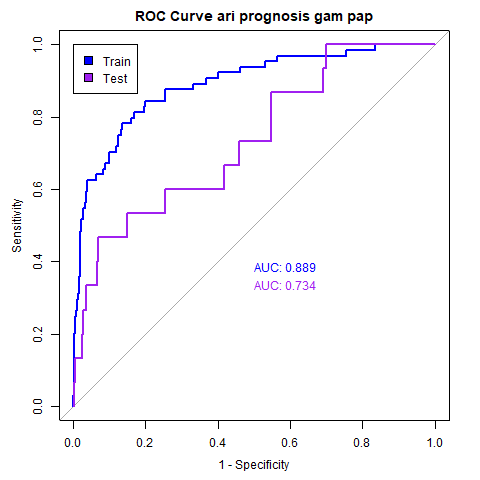 ROC Curve ari prognosis gam pap
Train
Test
AUC: 0.889
AUC: 0.734
Sensitivity
0.0
0.2
0.4
0.6
0.8
1.0
0.0 0.2 0.4 0.6 0.8 1.0
1 - Specificity